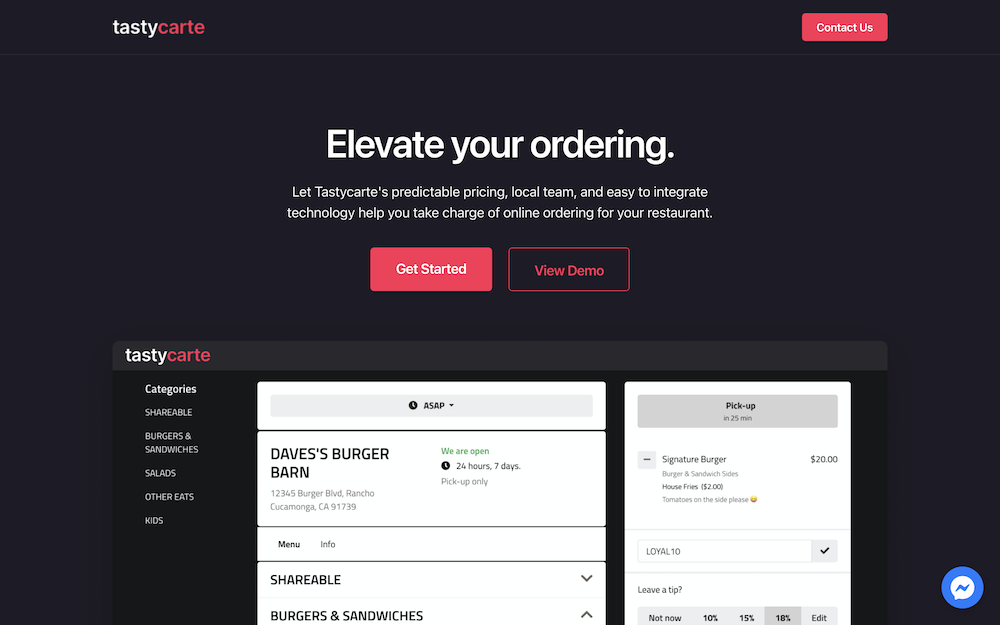 tastycarte
Contact Us
Elevate your ordering.
Let Tastycarte's predictable pricing, local team, and easy to integrate
technology help you take charge of online ordering for your restaurant.
Get Started
View Demo
tastycarte
Categories
SHAREABLE
BURGERS &
SANDWICHES
SALADS
OTHER EATS
KIDS
ASAP
DAVES'S BURGER
BARN
12345 Burger Blvd, Rancho
Cucamonga, CA 91739
We are open
24 hours, 7 days.
Pick-up only
Menu
Info
SHAREABLE
BURGERS & SANDWICHES
Pick-up
in 25 min
Signature Burger $20.00
Burger & Sandwich Sides
House Fries ($2.00)
Tomatoes on the side please 😄
LOYAL10
Leave a tip?
Not now 10% 15% 18% Edit